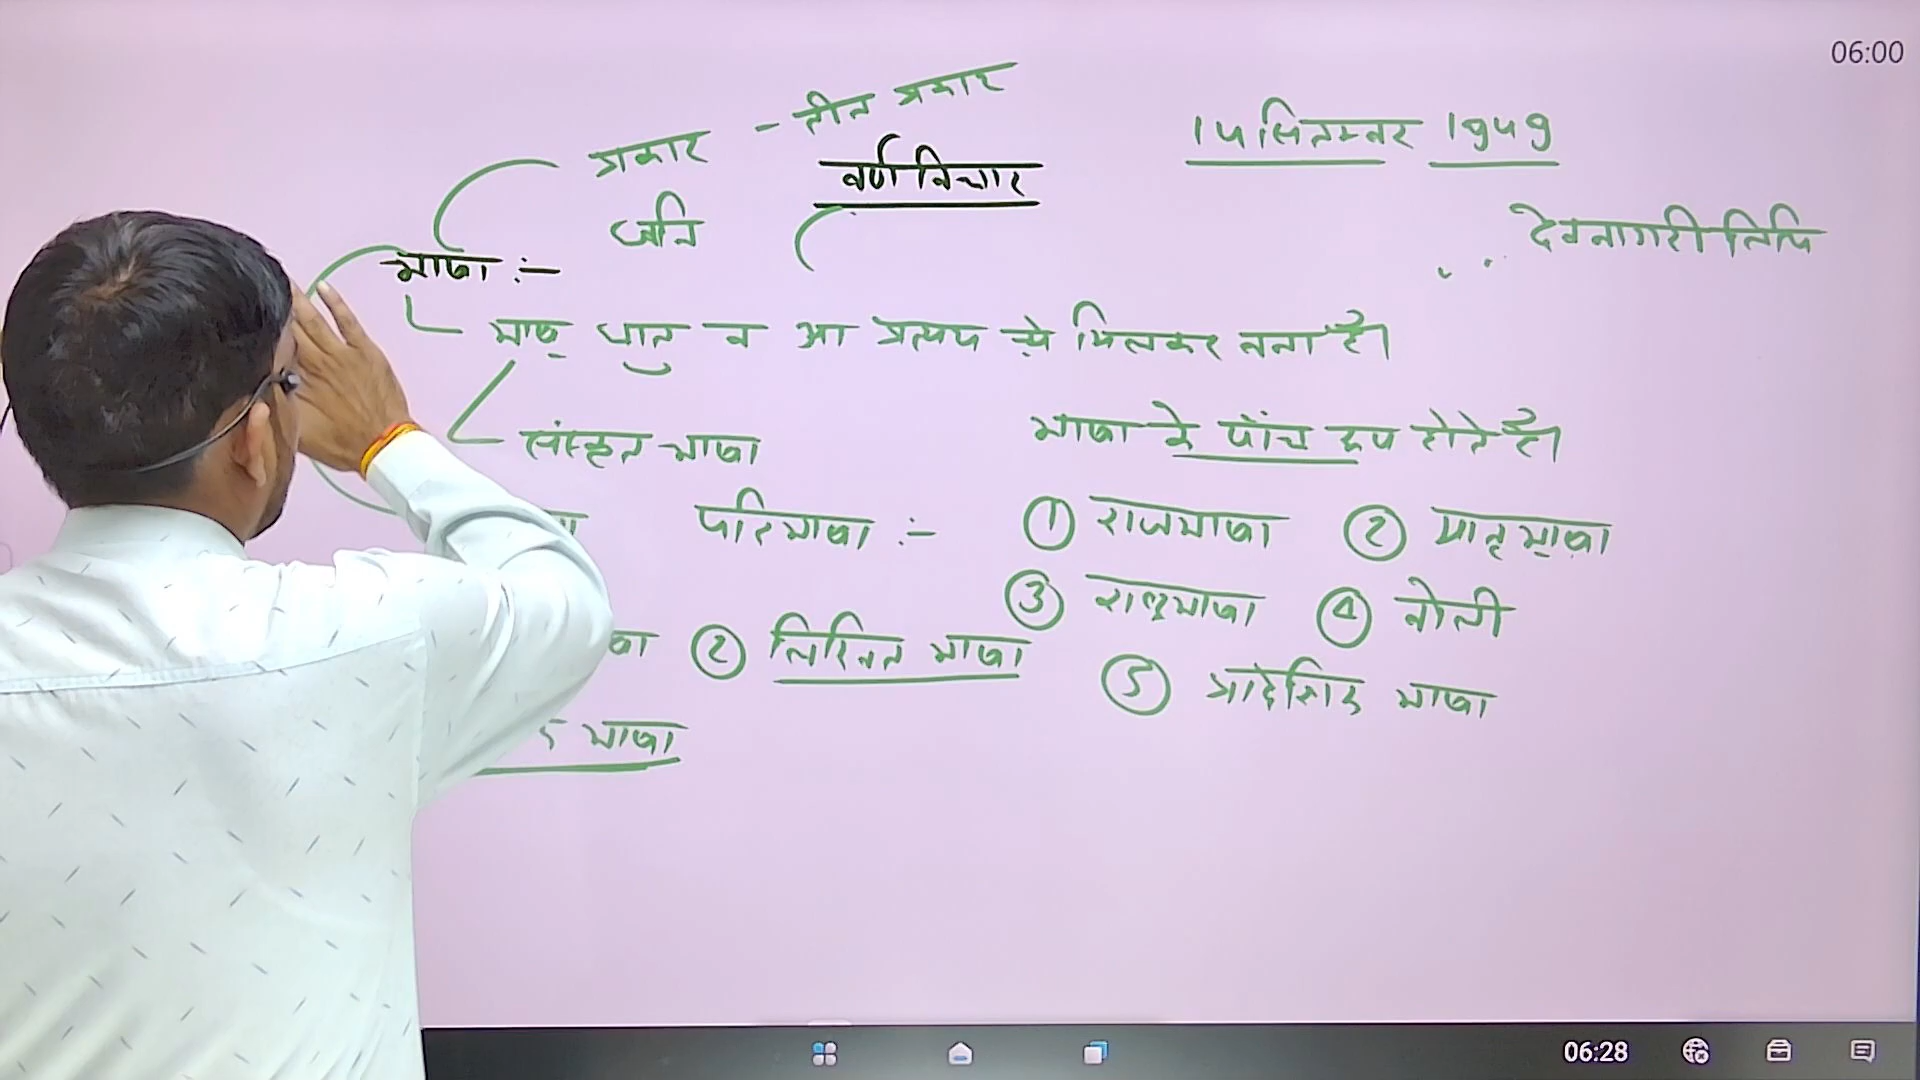 06:00
प्रकार - तीन प्रकार
वर्ण विचार
14 सितम्बर 1949
ध्वनि
देवनागरी लिपि
भाषा :-
भाष् धातु व आ प्रत्यय से मिलकर बना है।
संस्कृत भाषा
भाषा के पाँच रूप होते है।
परिभाषा :-
① राजभाषा ② मातृभाषा
③ राष्ट्रभाषा ④ बोली
② लिखित भाषा
⑤ प्रादेशिक भाषा
भाषा
06:28